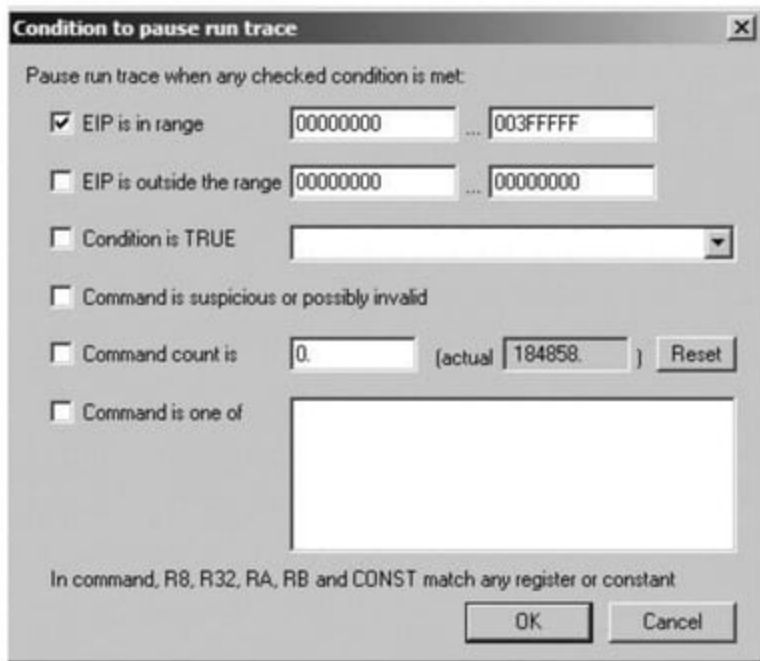 Condition to pause run trace
Pause run trace when any checked condition is met:
EIP is in range 00000000 ... 003FFFFF
EIP is outside the range 00000000 ... 00000000
Condition is TRUE
Command is suspicious or possibly invalid
Command count is 0. (actual 184858. ) Reset
Command is one of
In command, R8, R32, RA, RB and CONST match any register or constant
OK Cancel